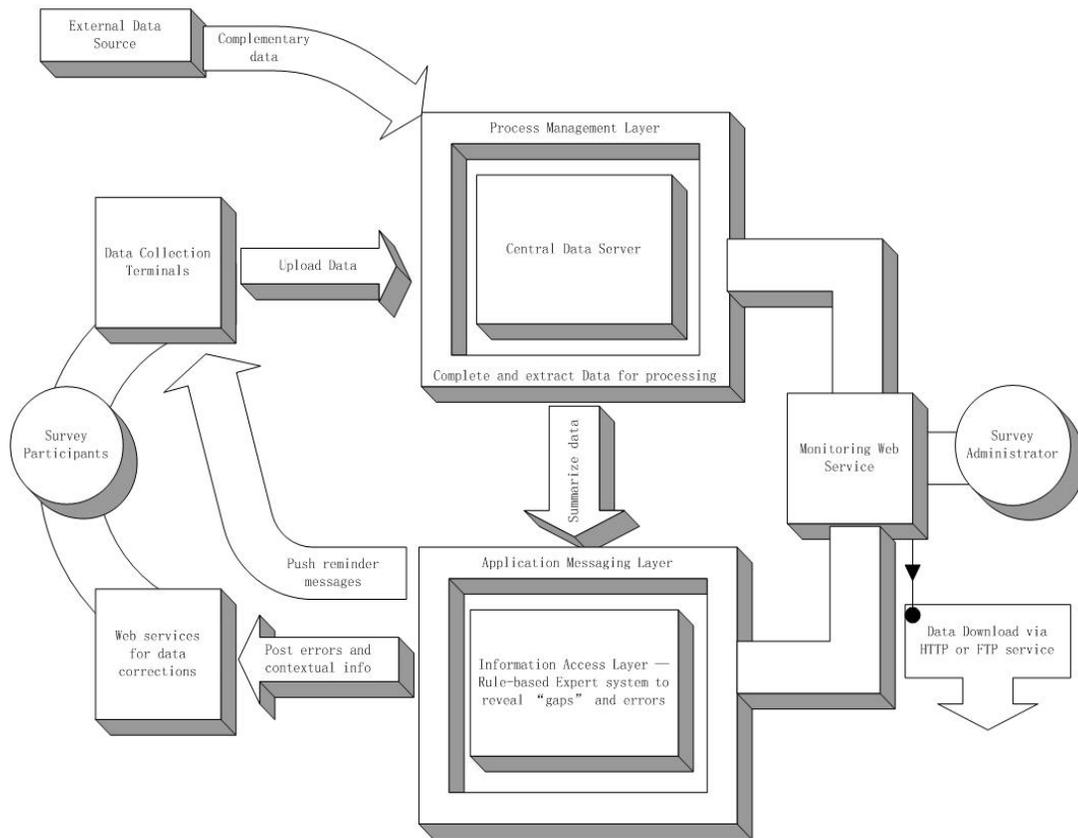 External Data
Source
Complementary
data
Process Management Layer
Central Data Server
Complete and extract Data for processing
Data Collection
Terminals
Upload Data
Survey
Participants
Summarize data
Monitoring Web
Service
Survey
Administrator
Push reminder
messages
Application Messaging Layer
Information Access Layer —
Rule-based Expert system to
reveal “gaps” and errors
Web services
for data
corrections
Post errors and
contextual info
Data Download via
HTTP or FTP service